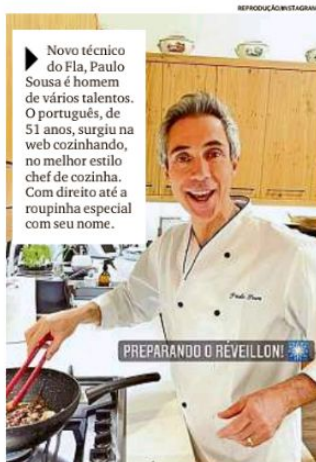 REPRODUÇÃO/INSTAGRAM
Novo técnico
do Fla, Paulo
Sousa é homem
de vários talentos.
O português, de
51 anos, surgiu na
web cozinhando,
no melhor estilo
chef de cozinha.
Com direito até a
roupinha especial
com seu nome.
Paulo Sousa
PREPARANDO O RÉVEILLON!